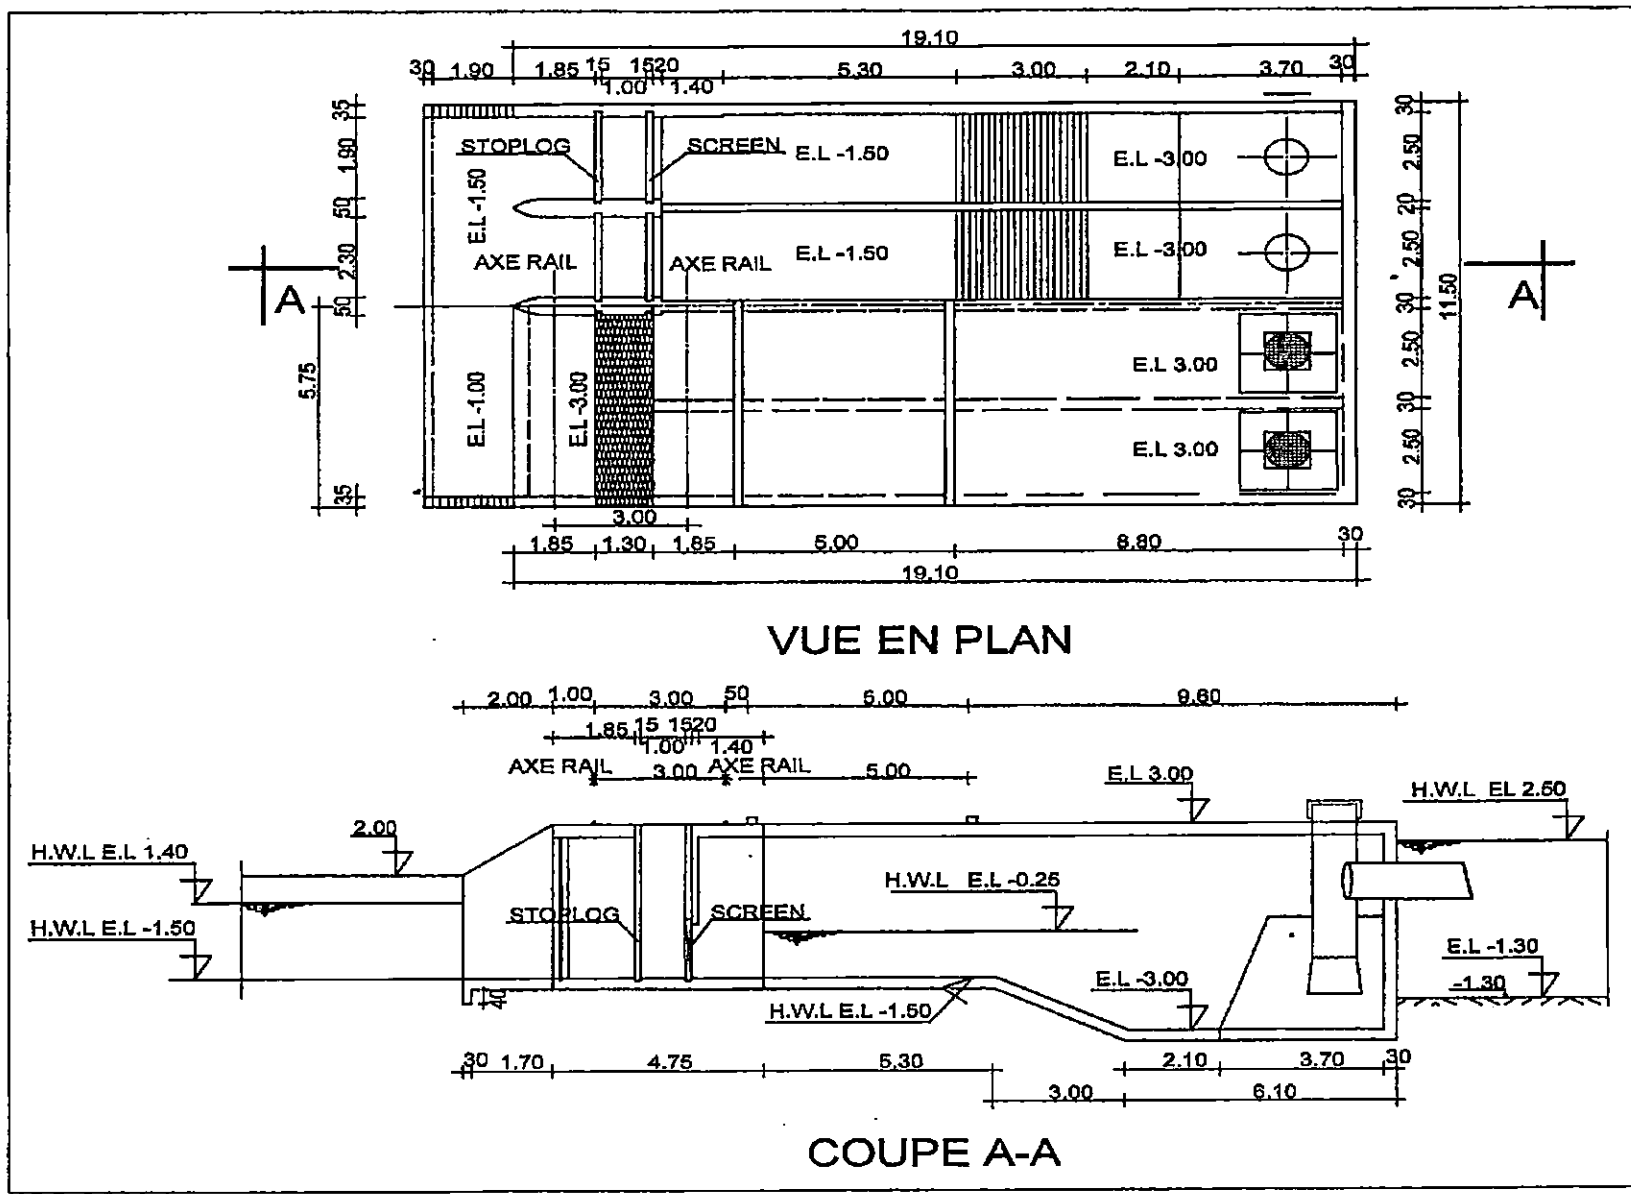 19.10
30 1.90 1.85 15 1520 5.30 3.00 2.10 3.70 30
1.00 1.40
35
1.90
50
2.30
50
5.75
35
STOPLOG
SCREEN
E.L -1.50
E.L -3.00
E.L -1.50
AXE RAIL
AXE RAIL
E.L -1.50
E.L -3.00
A
A
E.L -1.00
E.L -3.00
E.L 3.00
E.L 3.00
30
2.50
20
2.50
30
2.50
30
2.50
30
11.50
3.00
1.85 1.30 1.85 5.00 8.80 30
19.10
VUE EN PLAN
2.00 1.00 3.00 50 5.00 9.80
1.85 15 1520
1.00 1.40
AXE RAIL 3.00 AXE RAIL 5.00
E.L 3.00
H.W.L EL 2.50
2.00
H.W.L E.L 1.40
H.W.L E.L -0.25
STOPLOG
SCREEN
H.W.L E.L -1.50
E.L -1.30
E.L -3.00
-1.30
40
H.W.L E.L -1.50
30 1.70 4.75 5.30 2.10 3.70 30
3.00 6.10
COUPE A-A